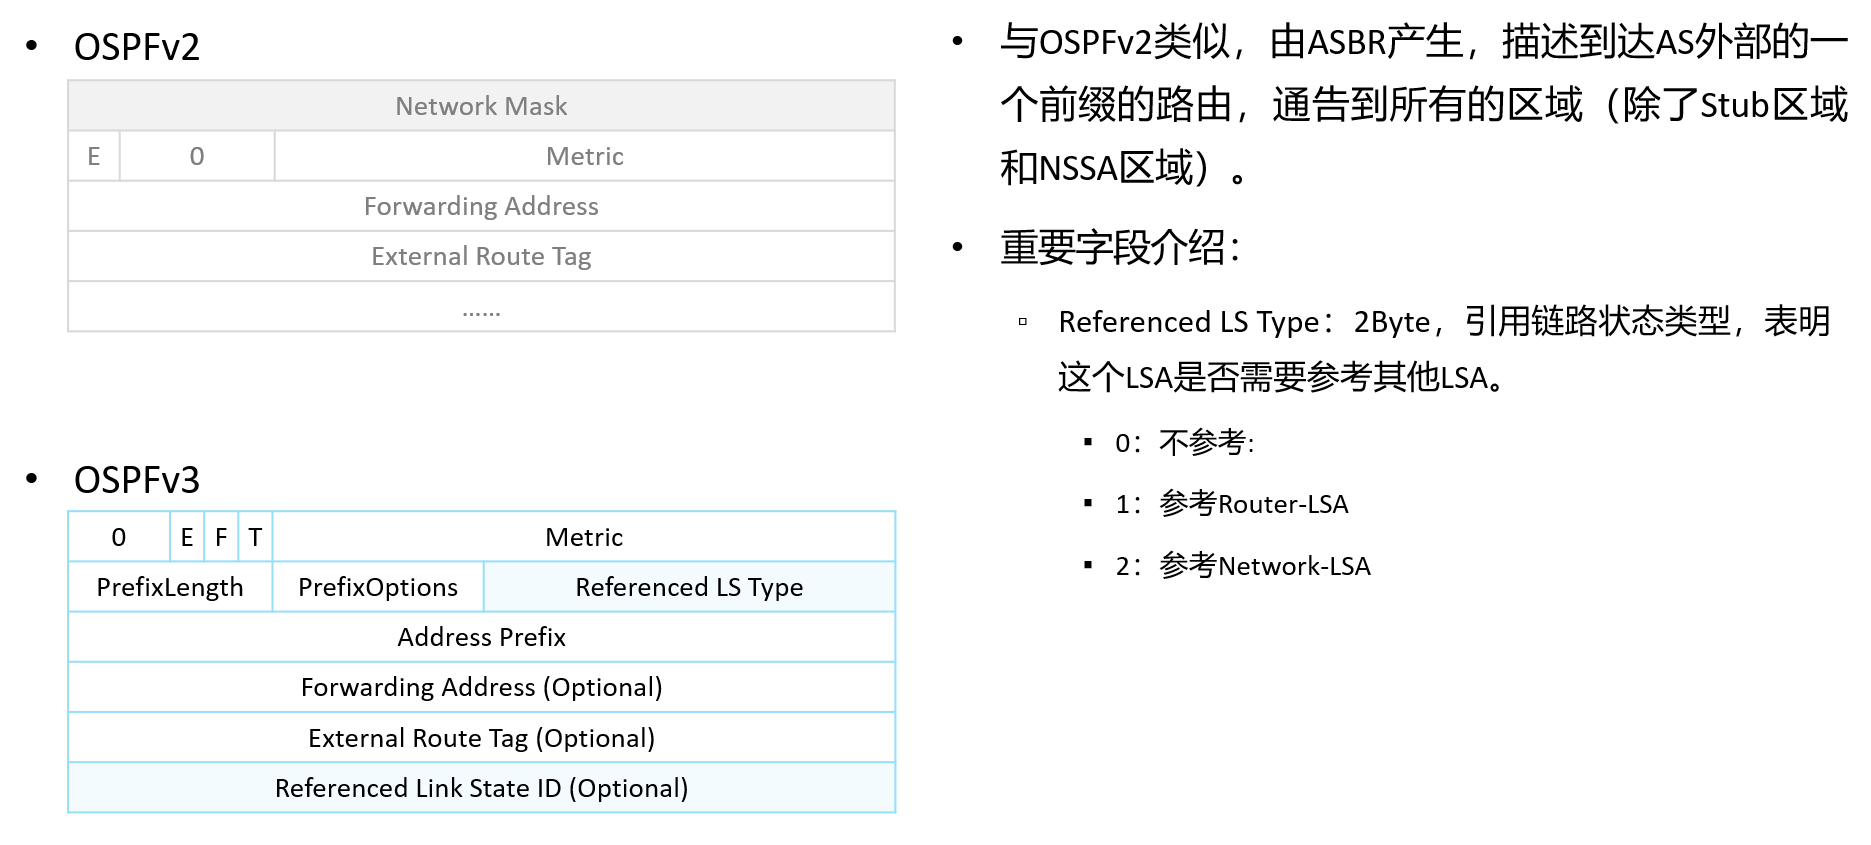 • OSPFv2
Network Mask
E 0 Metric
Forwarding Address
External Route Tag
......
• OSPFv3
0 E F T Metric
PrefixLength PrefixOptions Referenced LS Type
Address Prefix
Forwarding Address (Optional)
External Route Tag (Optional)
Referenced Link State ID (Optional)
• 与OSPFv2类似，由ASBR产生，描述到达AS外部的一
个前缀的路由，通告到所有的区域（除了Stub区域
和NSSA区域）。
• 重要字段介绍：
▫ Referenced LS Type：2Byte，引用链路状态类型，表明
这个LSA是否需要参考其他LSA。
▪ 0：不参考:
▪ 1：参考Router-LSA
▪ 2：参考Network-LSA